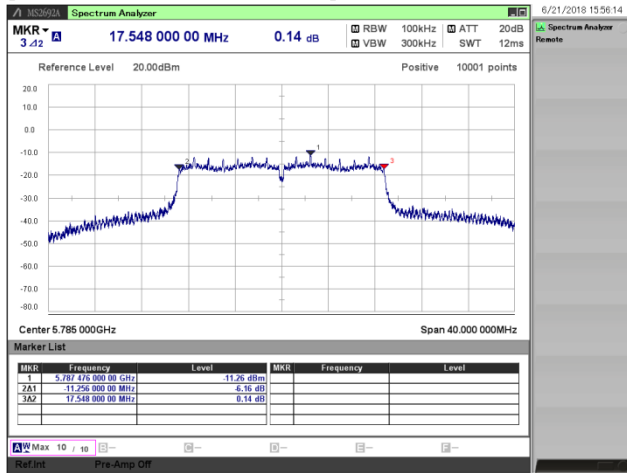 MS2692A Spectrum Analyzer
6/21/2018 15:56:14
MKR 3 Δ2 A 17.548 000 00 MHz 0.14 dB
M RBW 100kHz M ATT 20dB
M VBW 300kHz SWT 12ms
Spectrum Analyzer
Remote
Reference Level 20.00dBm Positive 10001 points
20.0
10.0
0.0
-10.0
-20.0
-30.0
-40.0
-50.0
-60.0
-70.0
-80.0
2
1
3
Center 5.785 000GHz Span 40.000 000MHz
Marker List
MKR Frequency Level MKR Frequency Level
1 5.787 476 000 00 GHz -11.26 dBm
2Δ1 -11.256 000 00 MHz -6.16 dB
3Δ2 17.548 000 00 MHz 0.14 dB
A W Max 10 / 10 B-- C-- D-- E-- F--
Ref.Int Pre-Amp Off